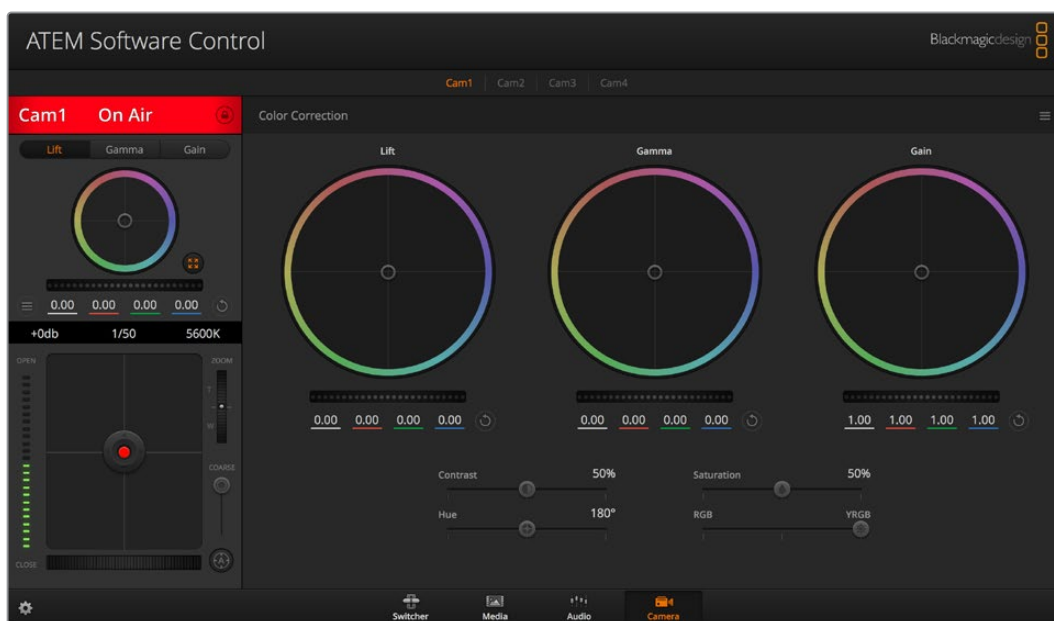 ATEM Software Control
Blackmagicdesign
Cam1 Cam2 Cam3 Cam4
Cam1 On Air
Color Correction
Lift Gamma Gain
0.00 0.00 0.00 0.00
+0db 1/50 5600K
OPEN
ZOOM
T
W
COARSE
CLOSE
A
Lift
Gamma
Gain
0.00 0.00 0.00 0.00
0.00 0.00 0.00 0.00
1.00 1.00 1.00 1.00
Contrast 50%
Saturation 50%
Hue 180°
RGB YRGB
Switcher
Media
Audio
Camera